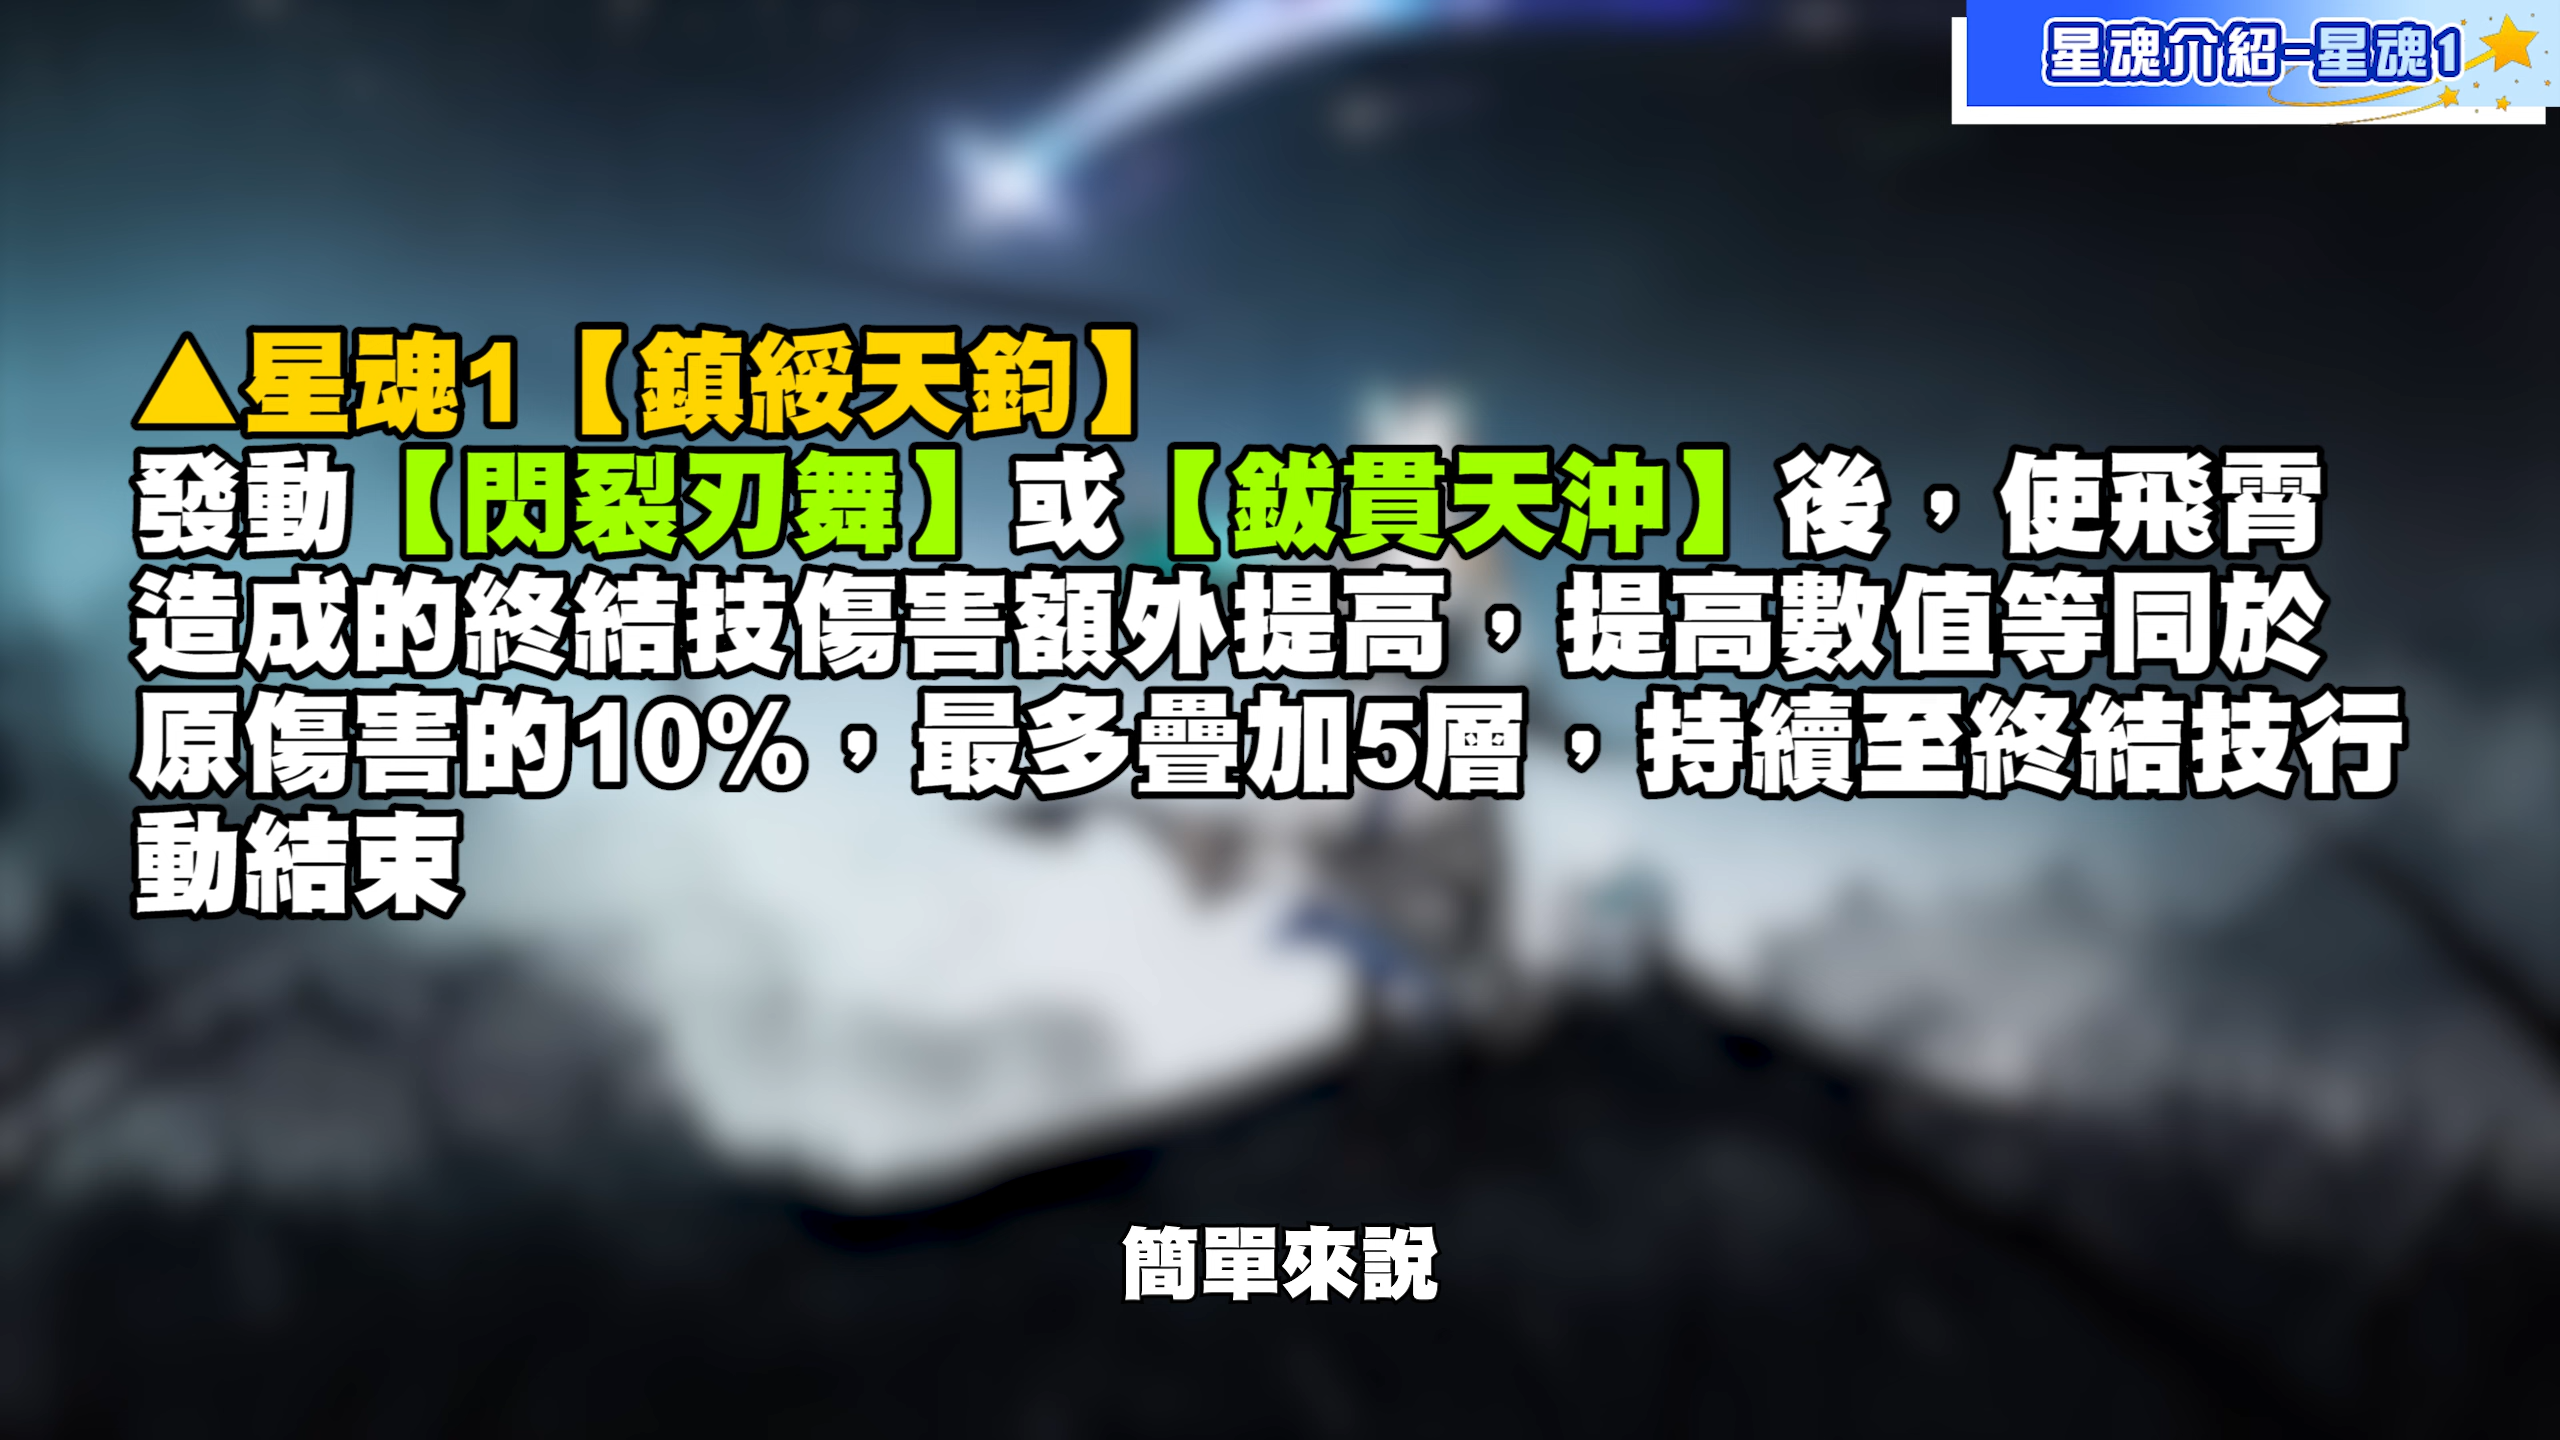 星魂介紹-星魂1
▲星魂1【鎮綏天鈞】
發動【閃裂刃舞】或【鈸貫天沖】後，使飛霄
造成的終結技傷害額外提高，提高數值等同於
原傷害的10%，最多疊加5層，持續至終結技行
動結束
簡單來說